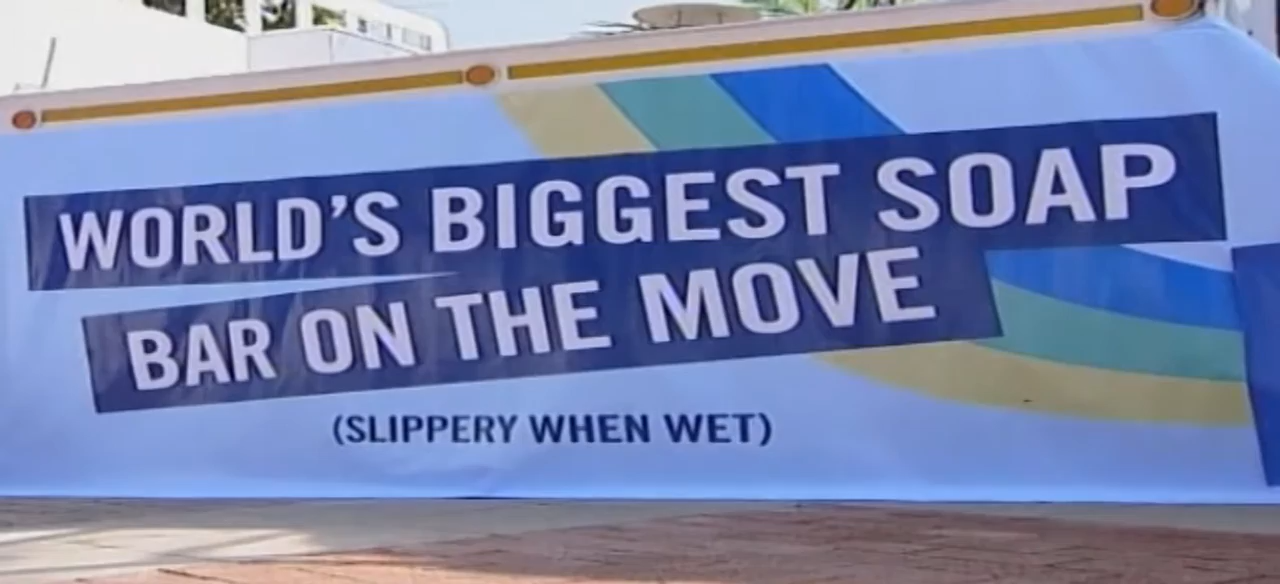 WORLD'S BIGGEST SOAP
BAR ON THE MOVE
(SLIPPERY WHEN WET)